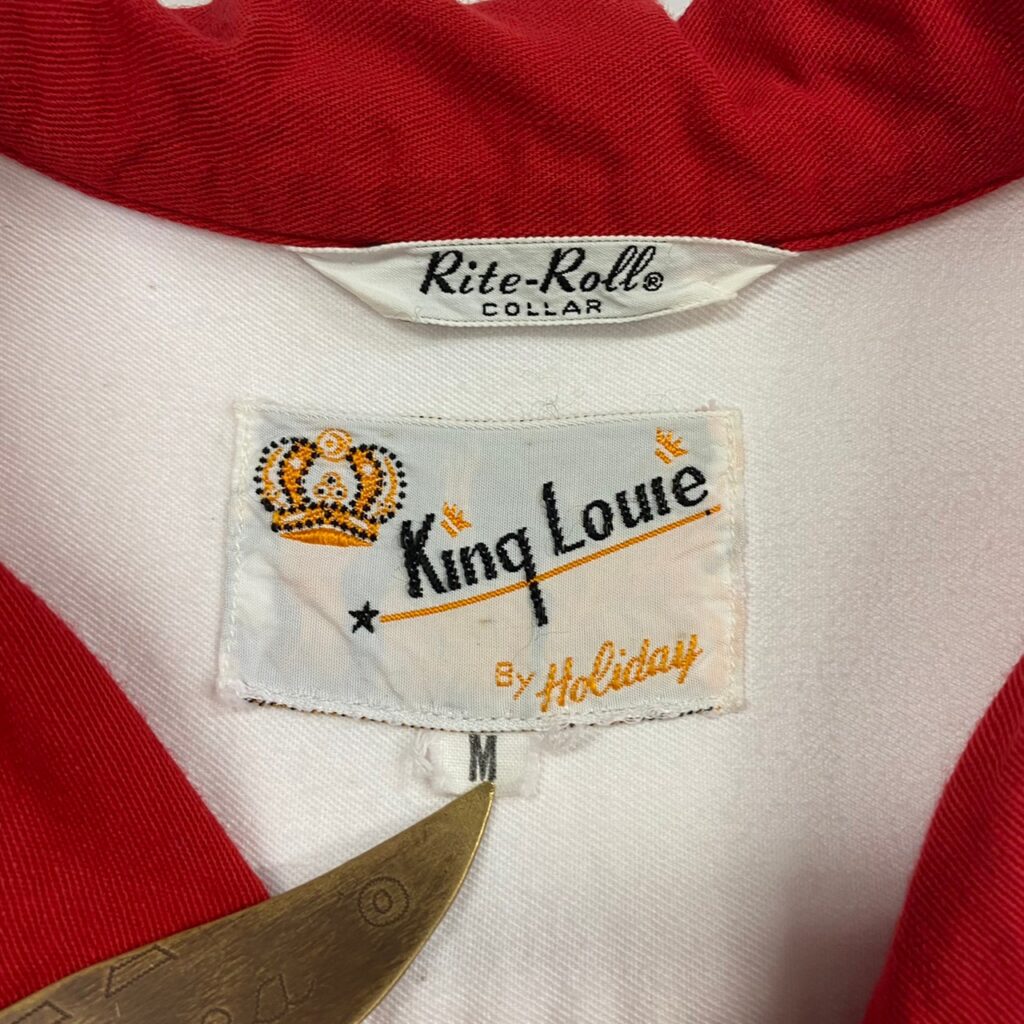 Rite-Roll®
COLLAR
King Louie
By Holiday
M